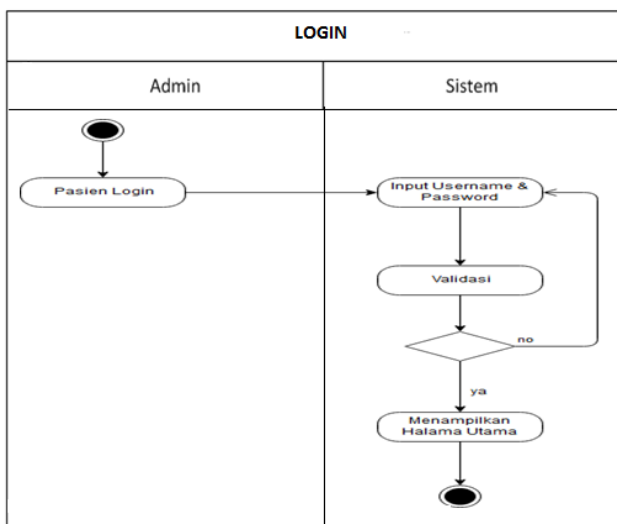 LOGIN
Admin
Sistem
Pasien Login
Input Username &
Password
Validasi
no
ya
Menampilkan
Halama Utama